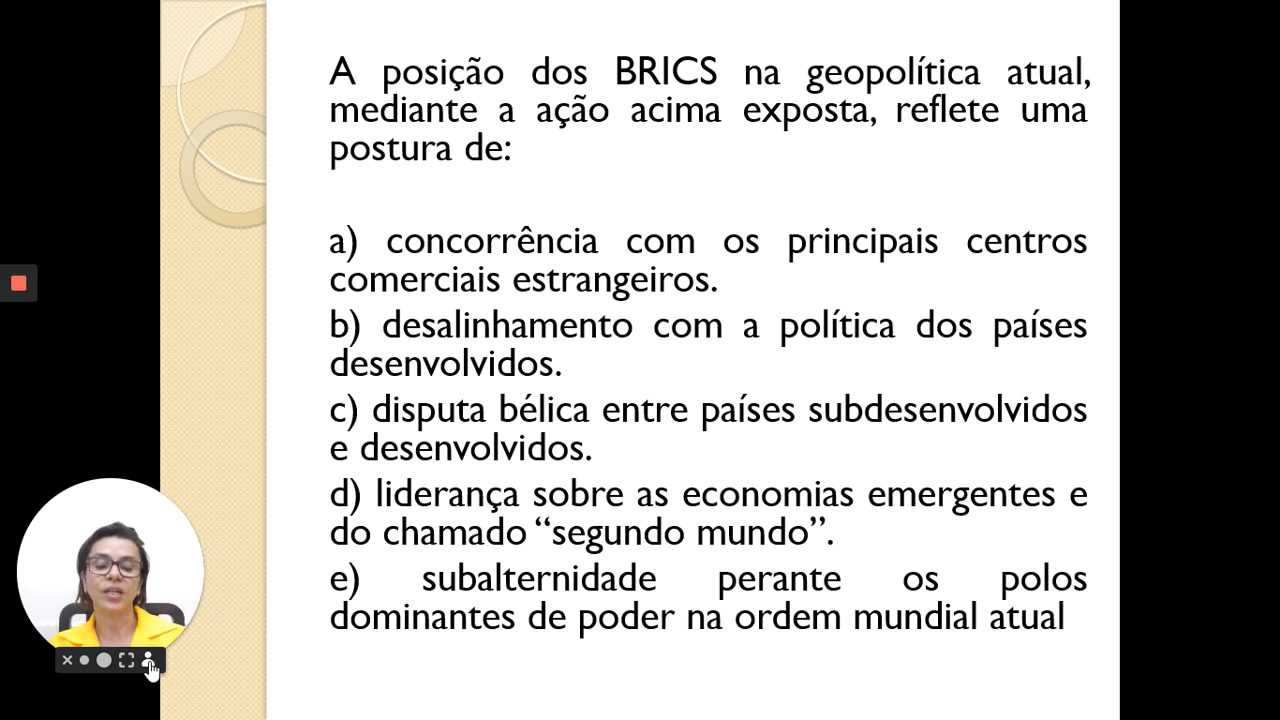 A posição dos BRICS na geopolítica atual,
mediante a ação acima exposta, reflete uma
postura de:
a) concorrência com os principais centros
comerciais estrangeiros.
b) desalinhamento com a política dos países
desenvolvidos.
c) disputa bélica entre países subdesenvolvidos
e desenvolvidos.
d) liderança sobre as economias emergentes e
do chamado “segundo mundo”.
e) subalternidade perante os polos
dominantes de poder na ordem mundial atual